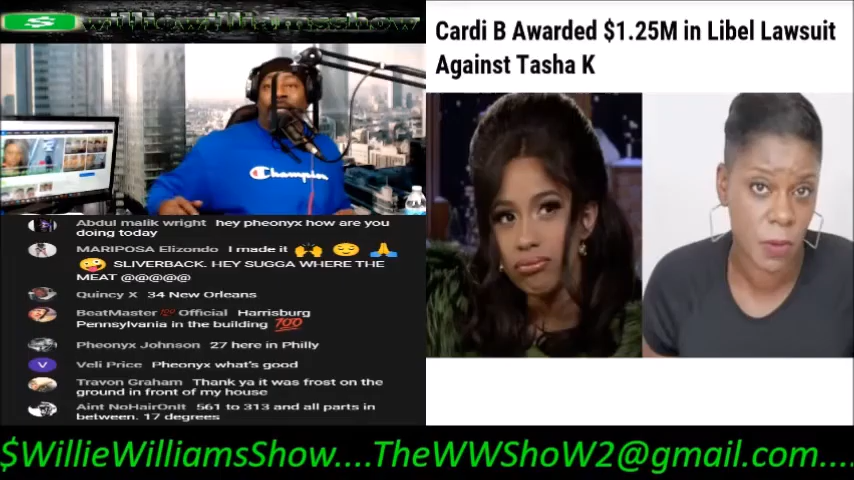 williewilliamsshow
Cardi B Awarded $1.25M in Libel Lawsuit
Against Tasha K
Champion
Abdul malik wright hey pheonyx how are you
doing today
MARIPOSA Elizondo I made it 🙌 😌 🙏
🤪 SLIVERBACK. HEY SUGGA WHERE THE
MEAT @@@@@
Quincy X 34 New Orleans
BeatMaster 💯 Official Harrisburg
Pennsylvania in the building 💯
Pheonyx Johnson 27 here in Philly
V Veli Price Pheonyx what's good
Travon Graham Thank ya it was frost on the
ground in front of my house
Aint NoHairOnIt 561 to 313 and all parts in
between. 17 degrees
$WillieWilliamsShow....TheWWShoW2@gmail.com....